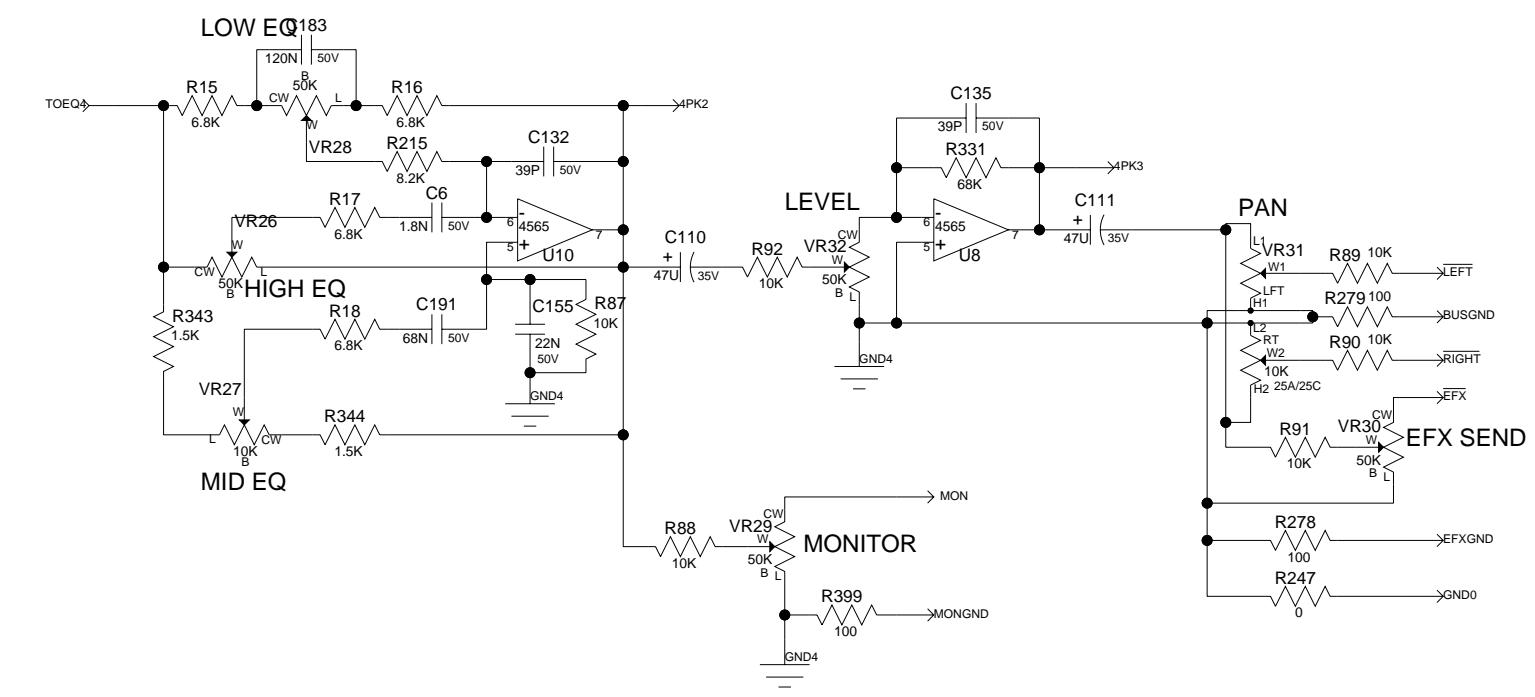 LOW EQ
C183
120N 50V
B
50K
TOEQ4
R15
6.8K
CW
L
W
VR28
R16
6.8K
4PK2
R215
8.2K
C132
39P 50V
VR26
W
CW
L
50K
B
HIGH EQ
R17
6.8K
C6
1.8N 50V
-
6
4565
+
5
7
U10
R343
1.5K
R18
6.8K
C191
68N 50V
C155
22N
50V
R87
10K
GND4
VR27
W
L
CW
10K
B
MID EQ
R344
1.5K
C110
+
47U 35V
R92
10K
LEVEL
VR32
CW
W
50K
B L
GND4
C135
39P 50V
R331
68K
4PK3
-
6
4565
+
5
7
U8
C111
+
47U 35V
PAN
L1
VR31
W1
LFT
H1
R89 10K
LEFT
R279 100
BUSGND
L2
RT
W2
10K
H2 25A/25C
R90 10K
RIGHT
EFX
R91
10K
VR30
CW
W
50K
B L
EFX SEND
R278
100
EFXGND
R247
0
GND0
R88
10K
VR29
CW
W
50K
B L
MON
MONITOR
R399
100
MONGND
GND4